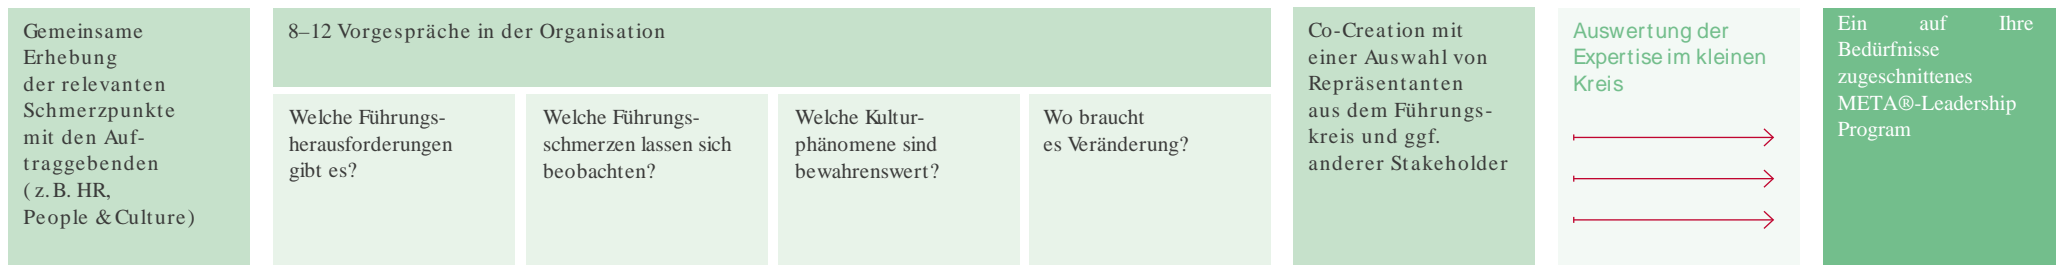 Gemeinsame
Erhebung
der relevanten
Schmerzpunkte
mit den Auf-
traggebenden
(z.B. HR,
People & Culture)
8–12 Vorgespräche in der Organisation
Welche Führungs-
herausforderungen
gibt es?
Welche Führungs-
schmerzen lassen sich
beobachten?
Welche Kultur-
phänomene sind
bewahrenswert?
Wo braucht
es Veränderung?
Co-Creation mit
einer Auswahl von
Repräsentanten
aus dem Führungs-
kreis und ggf.
anderer Stakeholder
Auswertung der
Expertise im kleinen
Kreis
Ein auf Ihre
Bedürfnisse
zugeschnittenes
META®-Leadership
Program